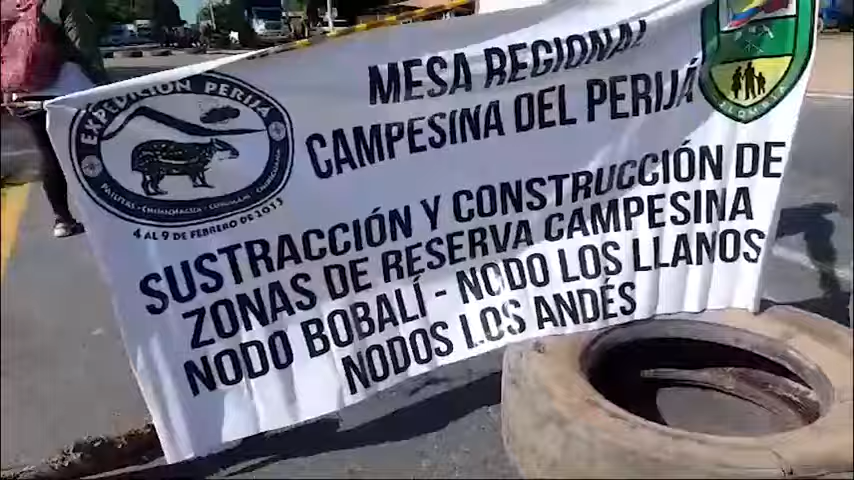 EXPEDICIÓN PERIJÁ
4 AL 9 DE FEBRERO DE 2013
MESA REGIONAL
CAMPESINA DEL PERIJÁ
SUSTRACCIÓN Y CONSTRUCCIÓN DE
ZONAS DE RESERVA CAMPESINA
NODO BOBALÍ - NODO LOS LLANOS
NODOS LOS ANDÉS